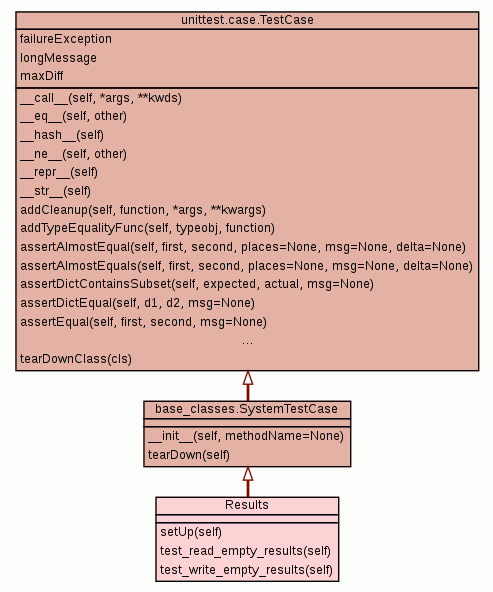 unittest.case.TestCase
failureException
longMessage
maxDiff
__call__(self, *args, **kwds)
__eq__(self, other)
__hash__(self)
__ne__(self, other)
__repr__(self)
__str__(self)
addCleanup(self, function, *args, **kwargs)
addTypeEqualityFunc(self, typeobj, function)
assertAlmostEqual(self, first, second, places=None, msg=None, delta=None)
assertAlmostEquals(self, first, second, places=None, msg=None, delta=None)
assertDictContainsSubset(self, expected, actual, msg=None)
assertDictEqual(self, d1, d2, msg=None)
assertEqual(self, first, second, msg=None)
...
tearDownClass(cls)
base_classes.SystemTestCase
__init__(self, methodName=None)
tearDown(self)
Results
setUp(self)
test_read_empty_results(self)
test_write_empty_results(self)